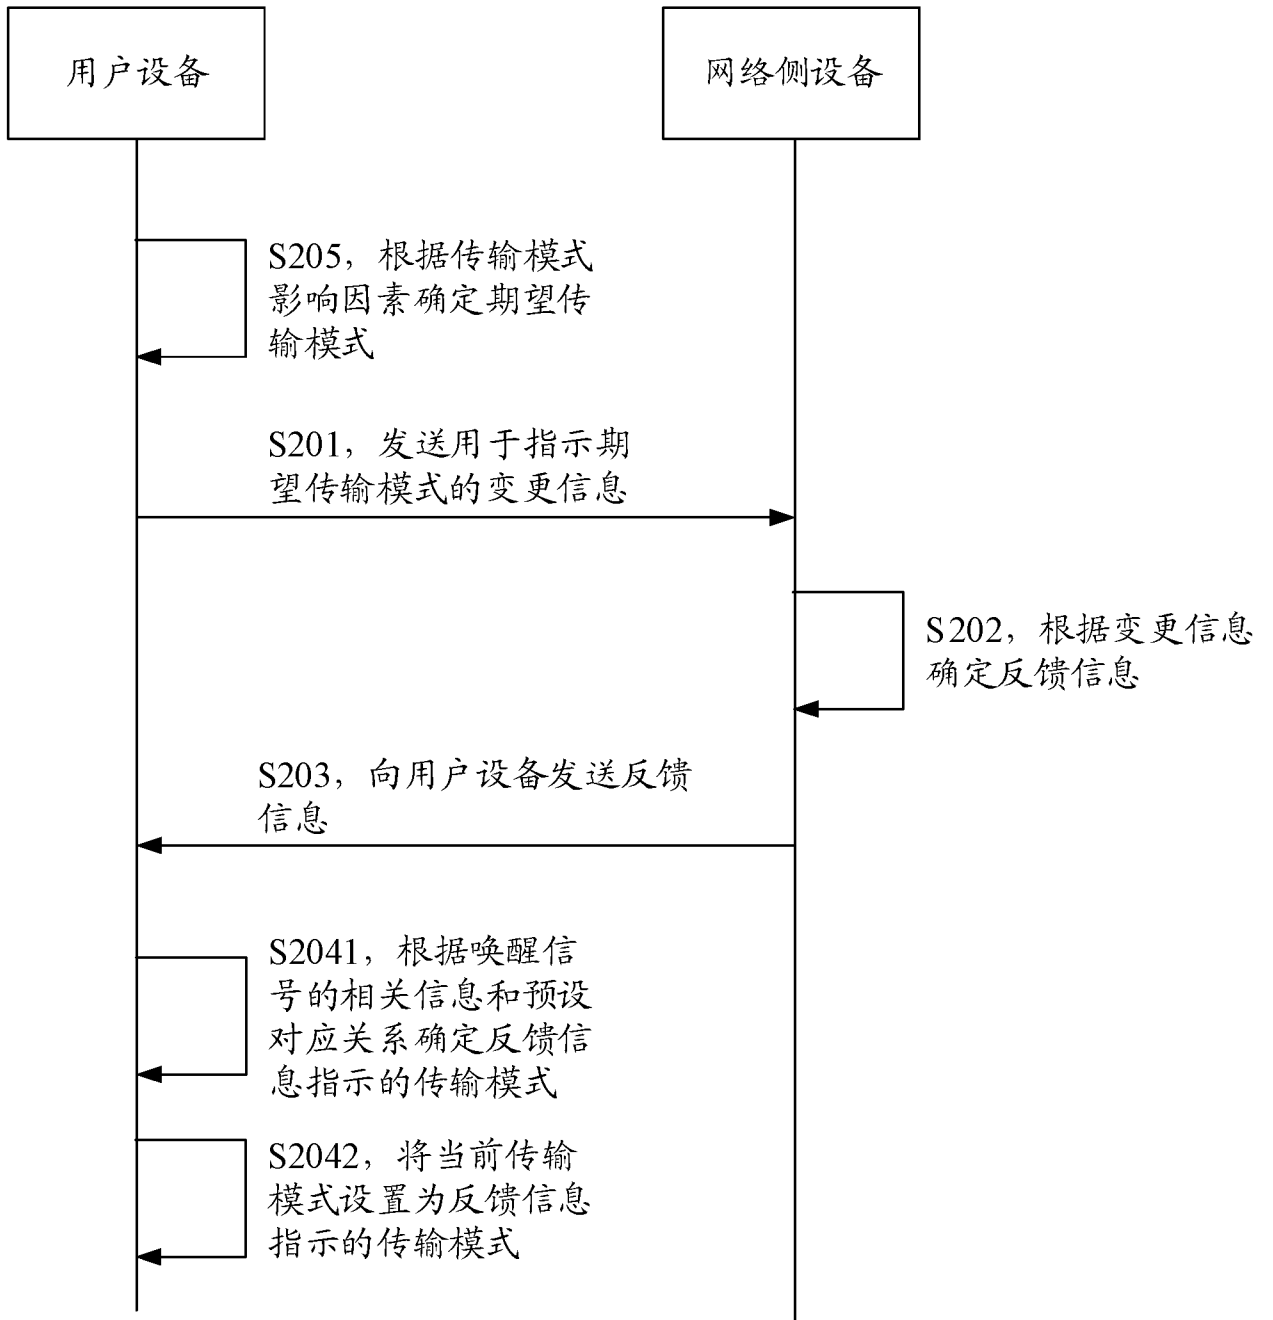 用户设备
网络侧设备
S205，根据传输模式
影响因素确定期望传
输模式
S201，发送用于指示期
望传输模式的变更信息
S202，根据变更信息
确定反馈信息
S203，向用户设备发送反馈
信息
S2041，根据唤醒信
号的相关信息和预设
对应关系确定反馈信
息指示的传输模式
S2042，将当前传输
模式设置为反馈信息
指示的传输模式